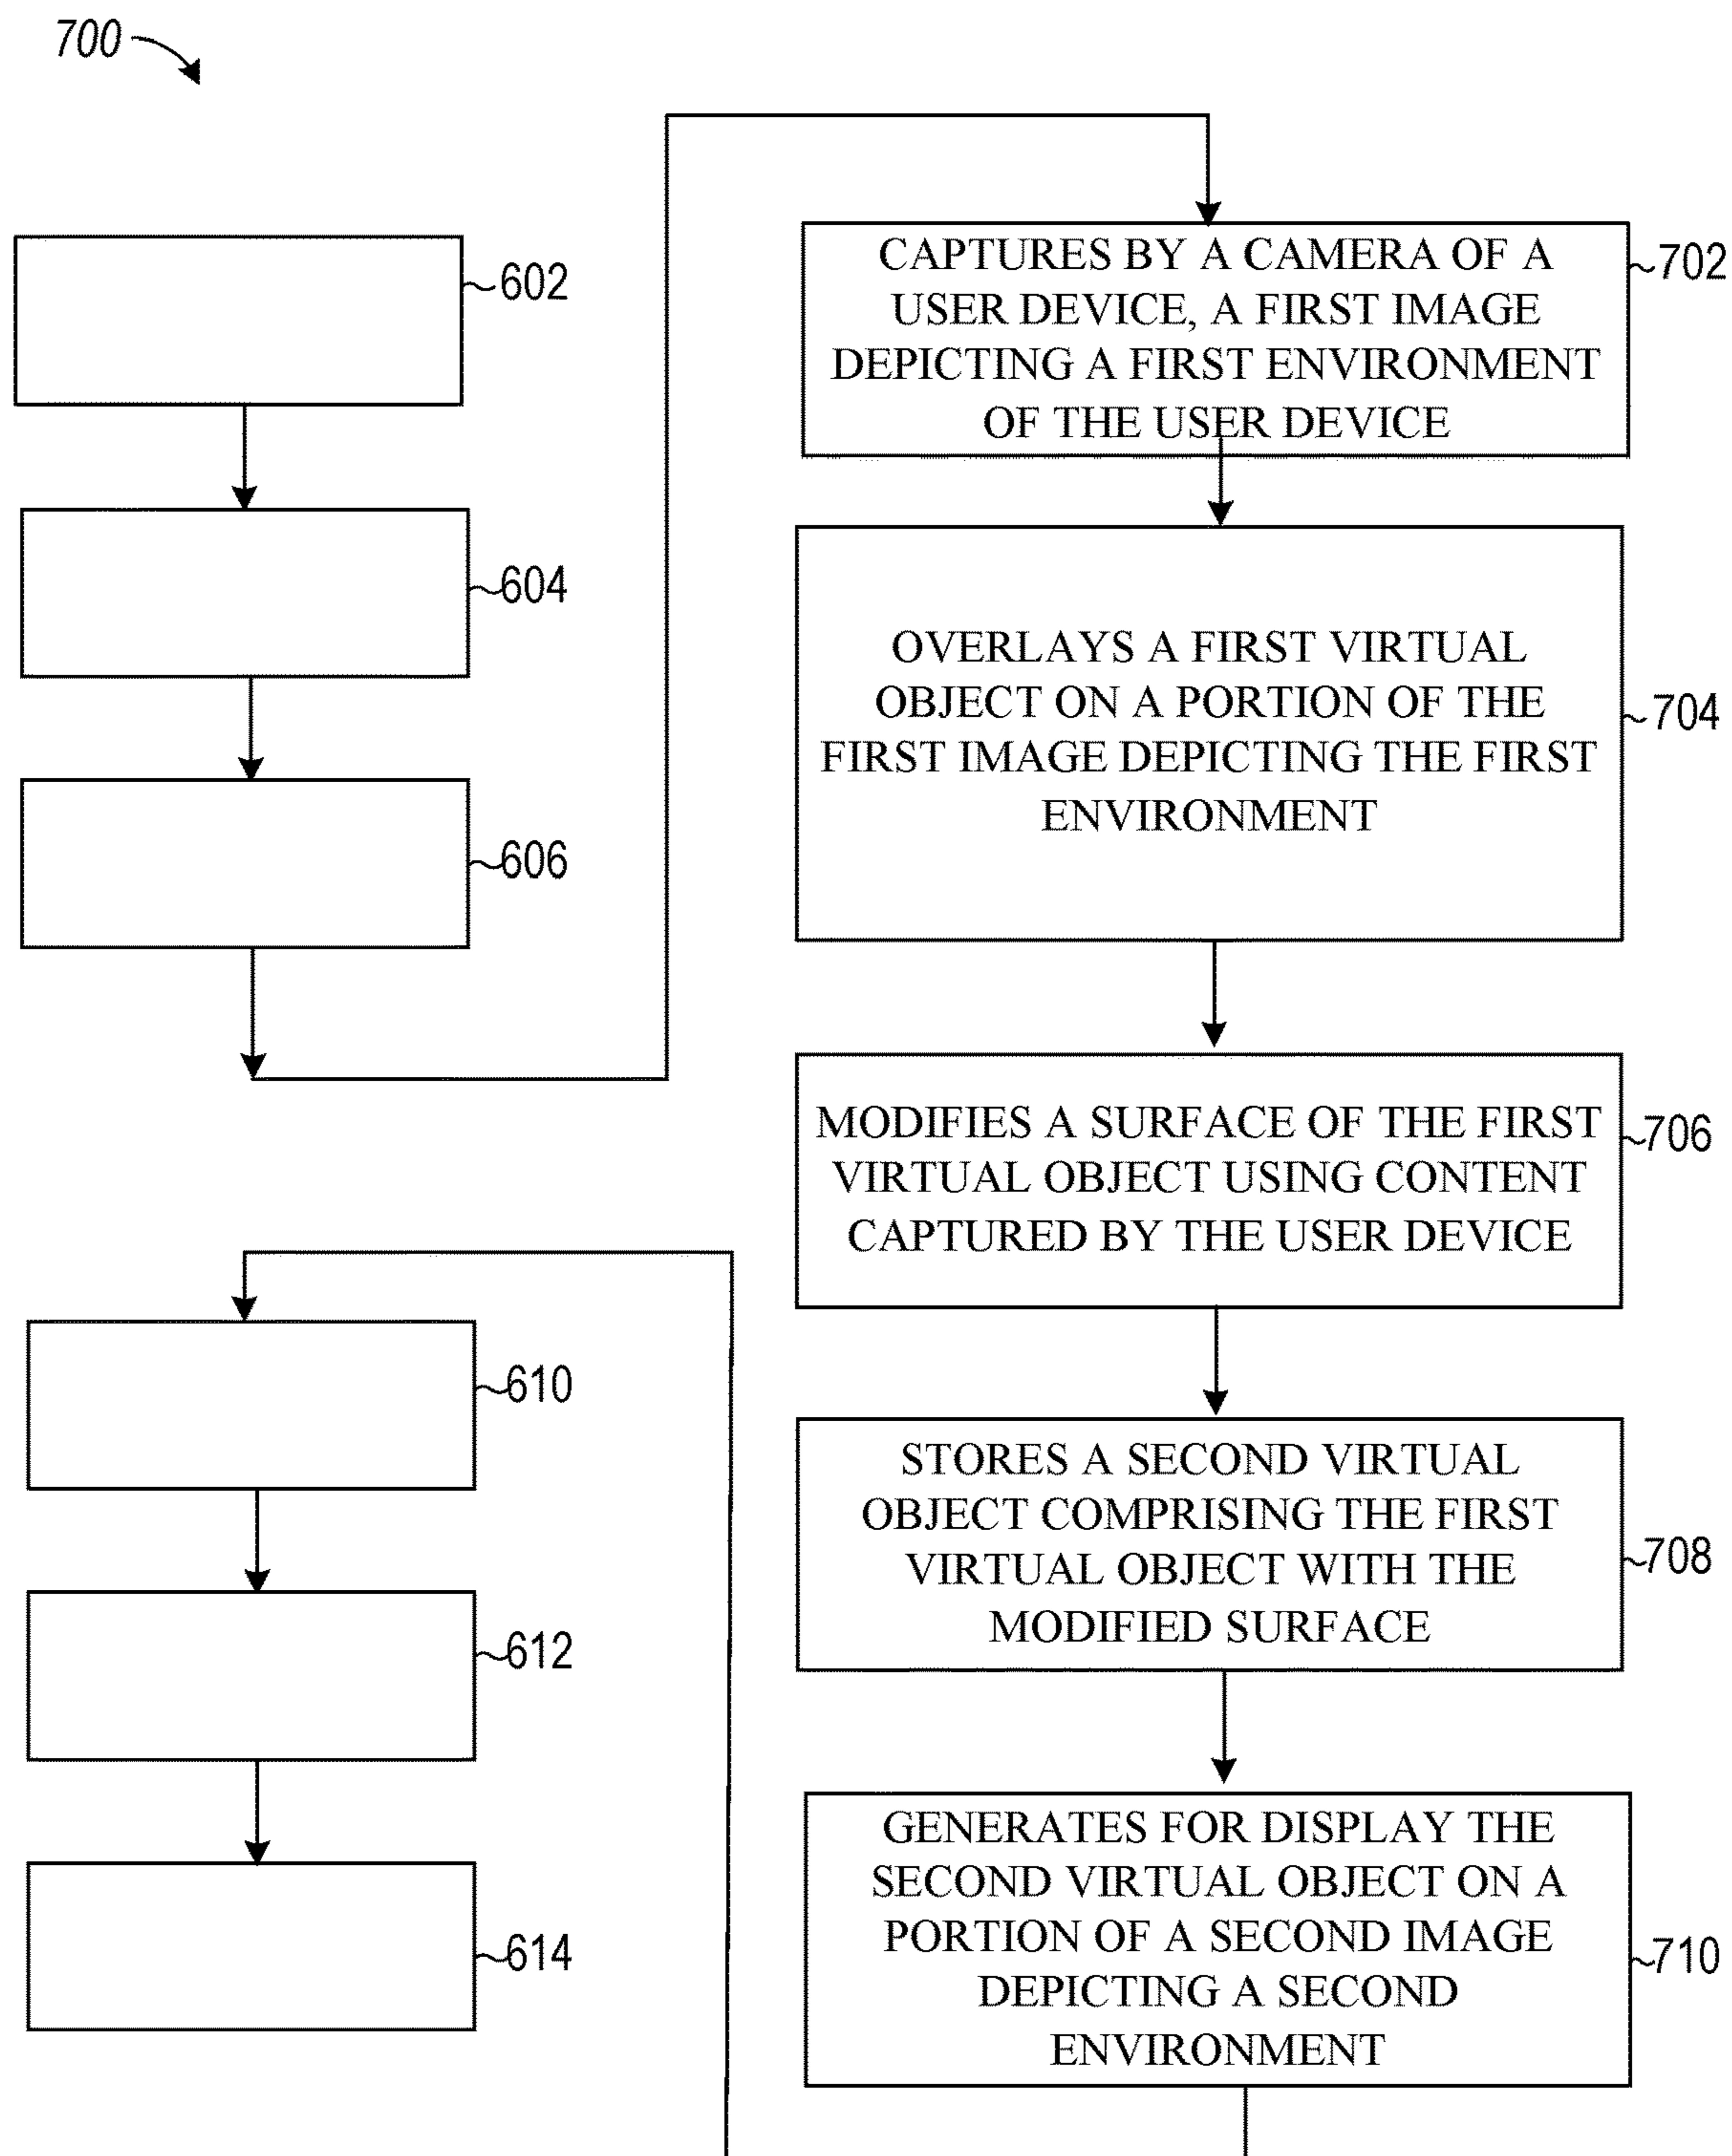 700
602
604
606
CAPTURES BY A CAMERA OF A
USER DEVICE, A FIRST IMAGE
DEPICTING A FIRST ENVIRONMENT
OF THE USER DEVICE
702
OVERLAYS A FIRST VIRTUAL
OBJECT ON A PORTION OF THE
FIRST IMAGE DEPICTING THE FIRST
ENVIRONMENT
704
MODIFIES A SURFACE OF THE FIRST
VIRTUAL OBJECT USING CONTENT
CAPTURED BY THE USER DEVICE
706
STORES A SECOND VIRTUAL
OBJECT COMPRISING THE FIRST
VIRTUAL OBJECT WITH THE
MODIFIED SURFACE
708
GENERATES FOR DISPLAY THE
SECOND VIRTUAL OBJECT ON A
PORTION OF A SECOND IMAGE
DEPICTING A SECOND
ENVIRONMENT
710
610
612
614